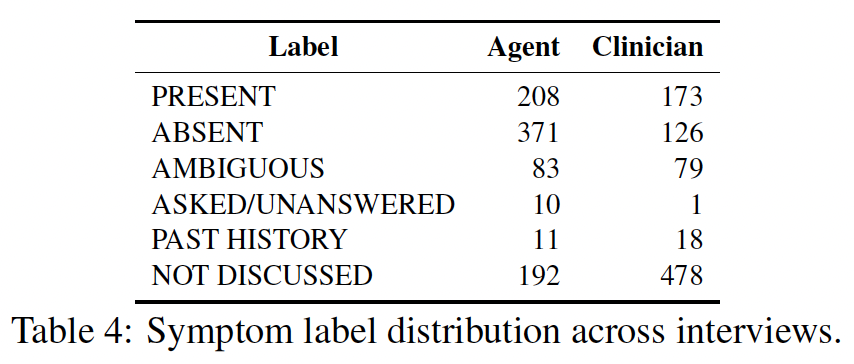 Label Agent Clinician
PRESENT 208 173
ABSENT 371 126
AMBIGUOUS 83 79
ASKED/UNANSWERED 10 1
PAST HISTORY 11 18
NOT DISCUSSED 192 478
Table 4: Symptom label distribution across interviews.